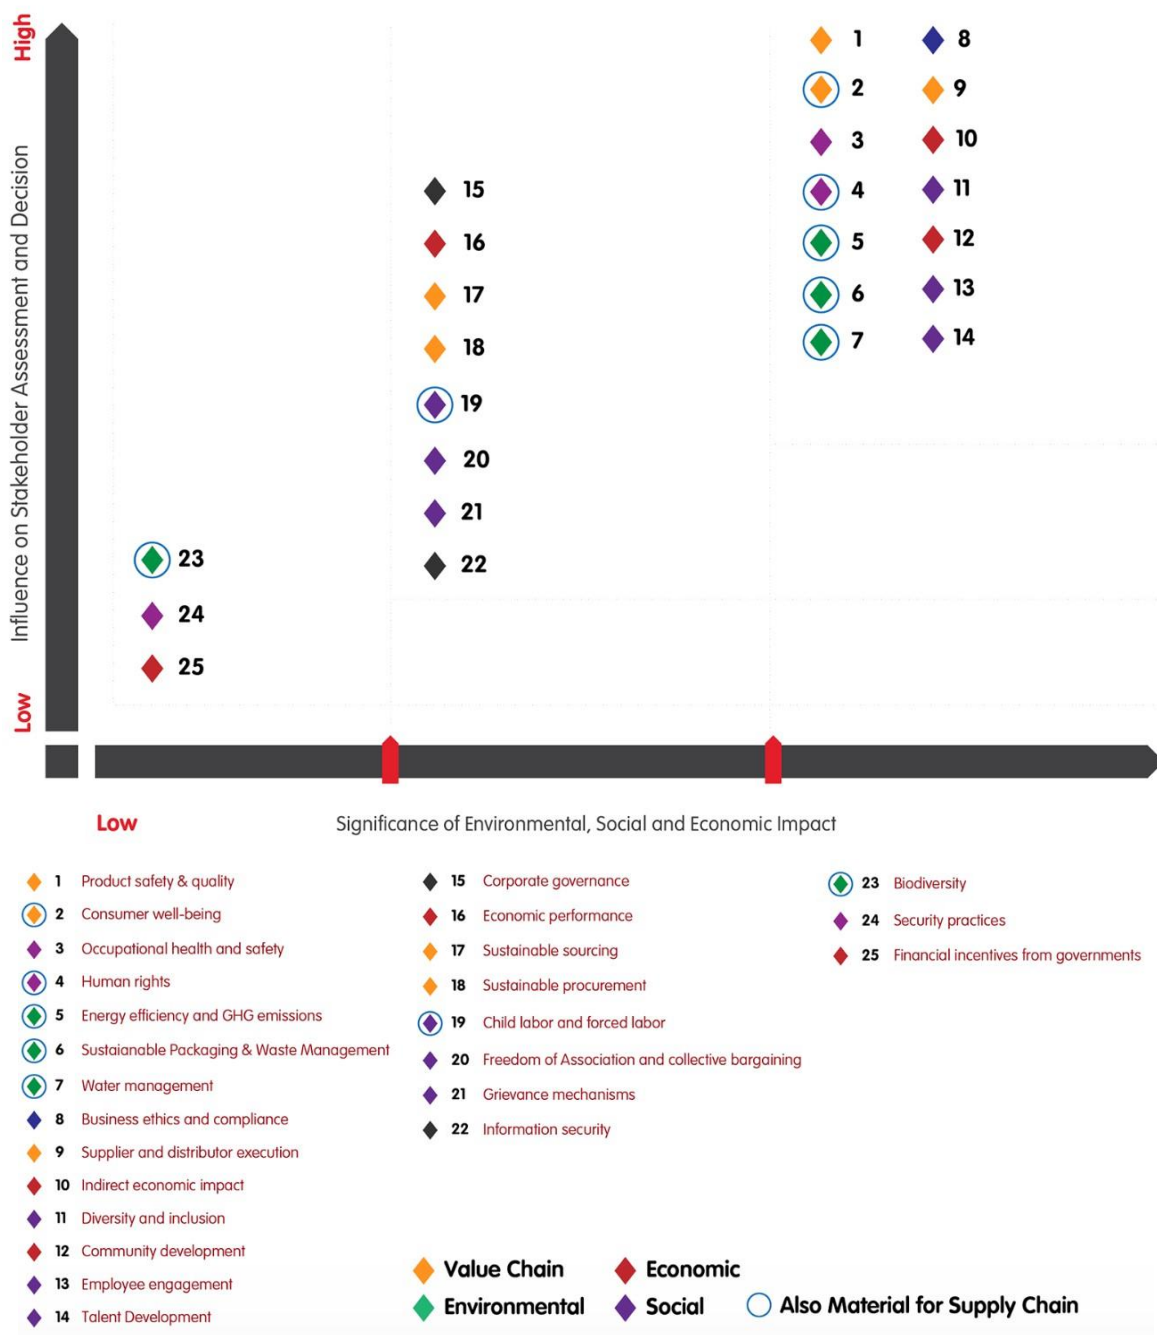 High
Influence on Stakeholder Assessment and Decision
Low
1
2
3
4
5
6
7
8
9
10
11
12
13
14
15
16
17
18
19
20
21
22
23
24
25
Low
Significance of Environmental, Social and Economic Impact
1 Product safety & quality
2 Consumer well-being
3 Occupational health and safety
4 Human rights
5 Energy efficiency and GHG emissions
6 Sustaianable Packaging & Waste Management
7 Water management
8 Business ethics and compliance
9 Supplier and distributor execution
10 Indirect economic impact
11 Diversity and inclusion
12 Community development
13 Employee engagement
14 Talent Development
15 Corporate governance
16 Economic performance
17 Sustainable sourcing
18 Sustainable procurement
19 Child labor and forced labor
20 Freedom of Association and collective bargaining
21 Grievance mechanisms
22 Information security
23 Biodiversity
24 Security practices
25 Financial incentives from governments
Value Chain
Economic
Environmental
Social
Also Material for Supply Chain